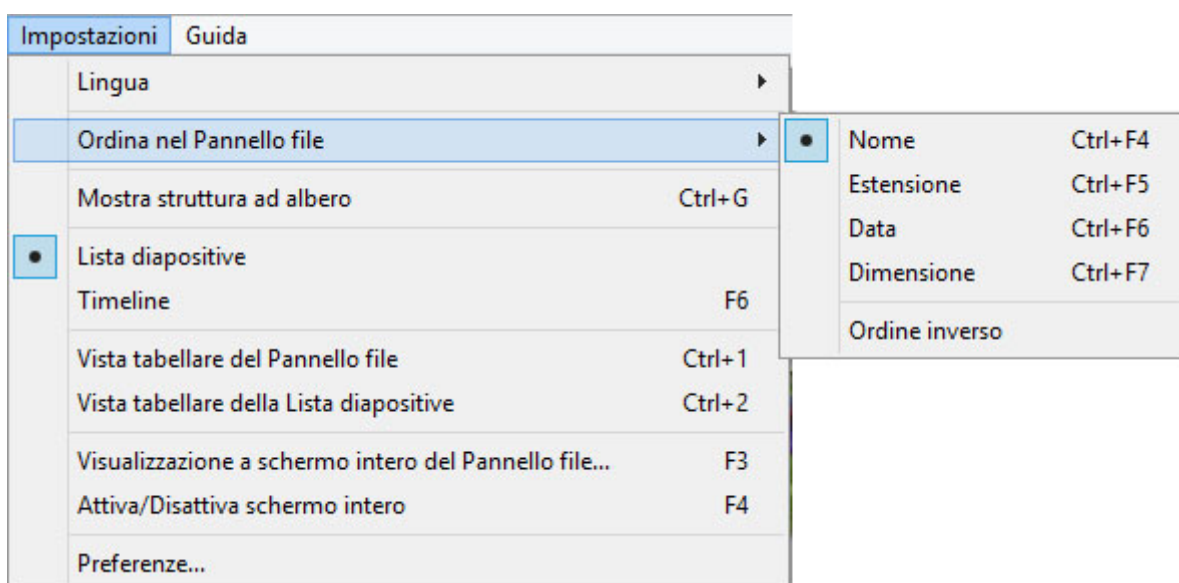 Impostazioni Guida
Lingua
Ordina nel Pannello file
Nome Ctrl+F4
Estensione Ctrl+F5
Data Ctrl+F6
Dimensione Ctrl+F7
Ordine inverso
Mostra struttura ad albero Ctrl+G
Lista diapositive
Timeline F6
Vista tabellare del Pannello file Ctrl+1
Vista tabellare della Lista diapositive Ctrl+2
Visualizzazione a schermo intero del Pannello file... F3
Attiva/Disattiva schermo intero F4
Preferenze...